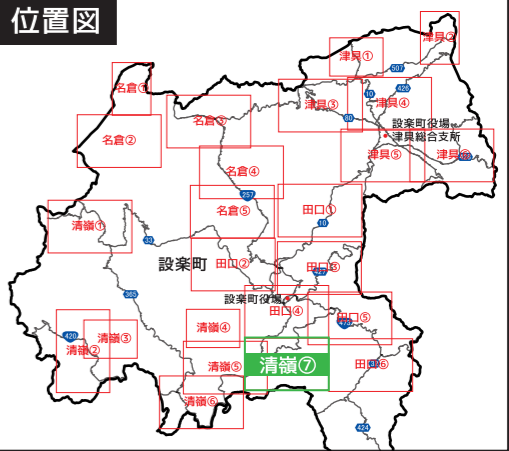 位置図
津具①
津具②
507
名倉①
426
10
津具③
津具④
80
名倉③
設楽町役場
津具総合支所
名倉②
津具⑤
津具⑥
名倉④
257
名倉⑤
田口①
清嶺①
10
33
設楽町
田口②
田口③
427
365
設楽町役場
田口④
田口⑤
473
清嶺④
420
清嶺③
清嶺②
清嶺⑤
清嶺⑦
田口⑥
清嶺⑥
424